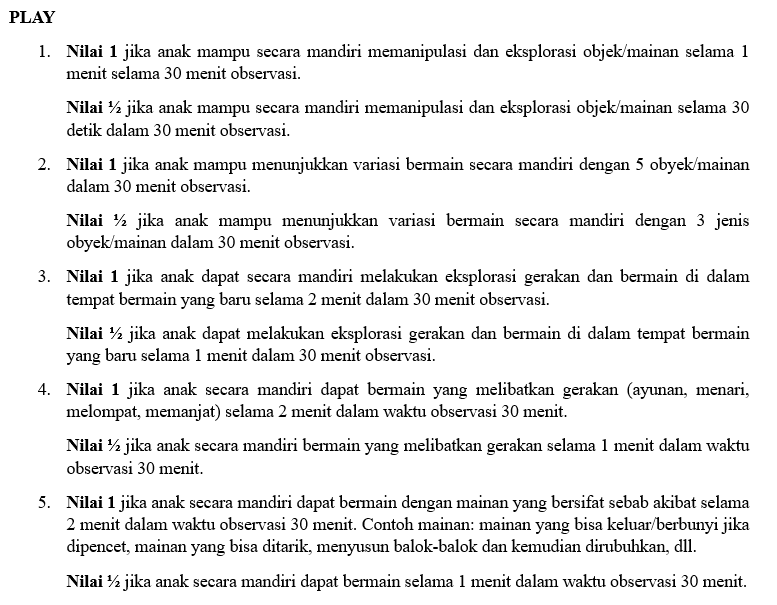 PLAY
1. Nilai 1 jika anak mampu secara mandiri memanipulasi dan eksplorasi objek/mainan selama 1
menit selama 30 menit observasi.
Nilai ½ jika anak mampu secara mandiri memanipulasi dan eksplorasi objek/mainan selama 30
detik dalam 30 menit observasi.
2. Nilai 1 jika anak mampu menunjukkan variasi bermain secara mandiri dengan 5 obyek/mainan
dalam 30 menit observasi.
Nilai ½ jika anak mampu menunjukkan variasi bermain secara mandiri dengan 3 jenis
obyek/mainan dalam 30 menit observasi.
3. Nilai 1 jika anak dapat secara mandiri melakukan eksplorasi gerakan dan bermain di dalam
tempat bermain yang baru selama 2 menit dalam 30 menit observasi.
Nilai ½ jika anak dapat melakukan eksplorasi gerakan dan bermain di dalam tempat bermain
yang baru selama 1 menit dalam 30 menit observasi.
4. Nilai 1 jika anak secara mandiri dapat bermain yang melibatkan gerakan (ayunan, menari,
melompat, memanjat) selama 2 menit dalam waktu observasi 30 menit.
Nilai ½ jika anak secara mandiri bermain yang melibatkan gerakan selama 1 menit dalam waktu
observasi 30 menit.
5. Nilai 1 jika anak secara mandiri dapat bermain dengan mainan yang bersifat sebab akibat selama
2 menit dalam waktu observasi 30 menit. Contoh mainan: mainan yang bisa keluar/berbunyi jika
dipencet, mainan yang bisa ditarik, menyusun balok-balok dan kemudian dirubuhkan, dll.
Nilai ½ jika anak secara mandiri dapat bermain selama 1 menit dalam waktu observasi 30 menit.